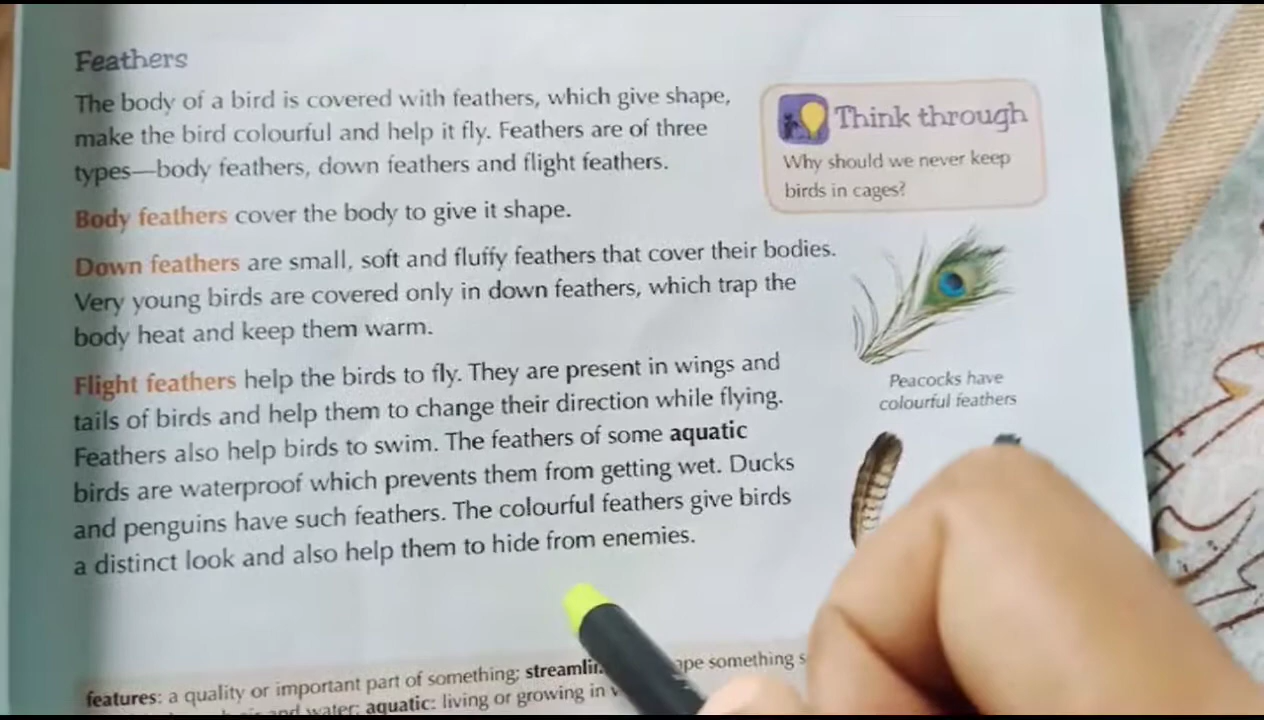 Feathers
The body of a bird is covered with feathers, which give shape,
make the bird colourful and help it fly. Feathers are of three
types—body feathers, down feathers and flight feathers.
Body feathers cover the body to give it shape.
Down feathers are small, soft and fluffy feathers that cover their bodies.
Very young birds are covered only in down feathers, which trap the
body heat and keep them warm.
Flight feathers help the birds to fly. They are present in wings and
tails of birds and help them to change their direction while flying.
Feathers also help birds to swim. The feathers of some aquatic
birds are waterproof which prevents them from getting wet. Ducks
and penguins have such feathers. The colourful feathers give birds
a distinct look and also help them to hide from enemies.
Think through
Why should we never keep
birds in cages?
Peacocks have
colourful feathers
features: a quality or important part of something; something
and water; aquatic: living or growing in